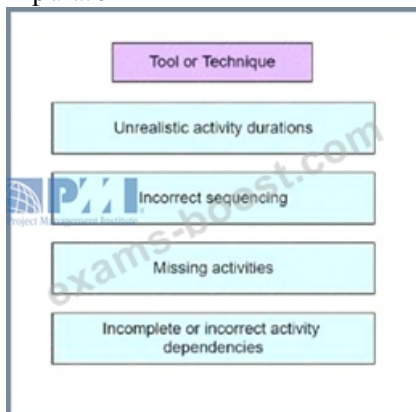 Tool or Technique
Unrealistic activity durations
PMI
Incorrect sequencing
Project Management Institute
Missing activities
Incomplete or incorrect activity
dependencies
exams-boost.com